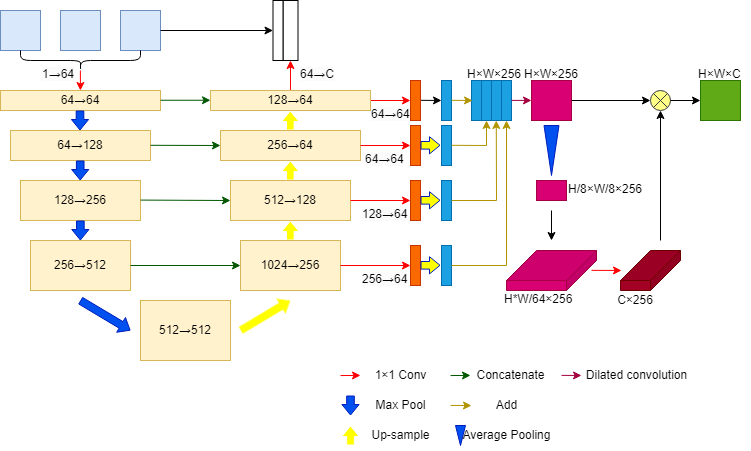 1→64
64→C
H×W×256
H×W×256
H×W×C
64→64
128→64
64→64
64→128
256→64
64→64
128→256
512→128
H/8×W/8×256
128→64
256→512
1024→256
256→64
H*W/64×256
C×256
512→512
1×1 Conv
Concatenate
Dilated convolution
Max Pool
Add
Up-sample
Average Pooling